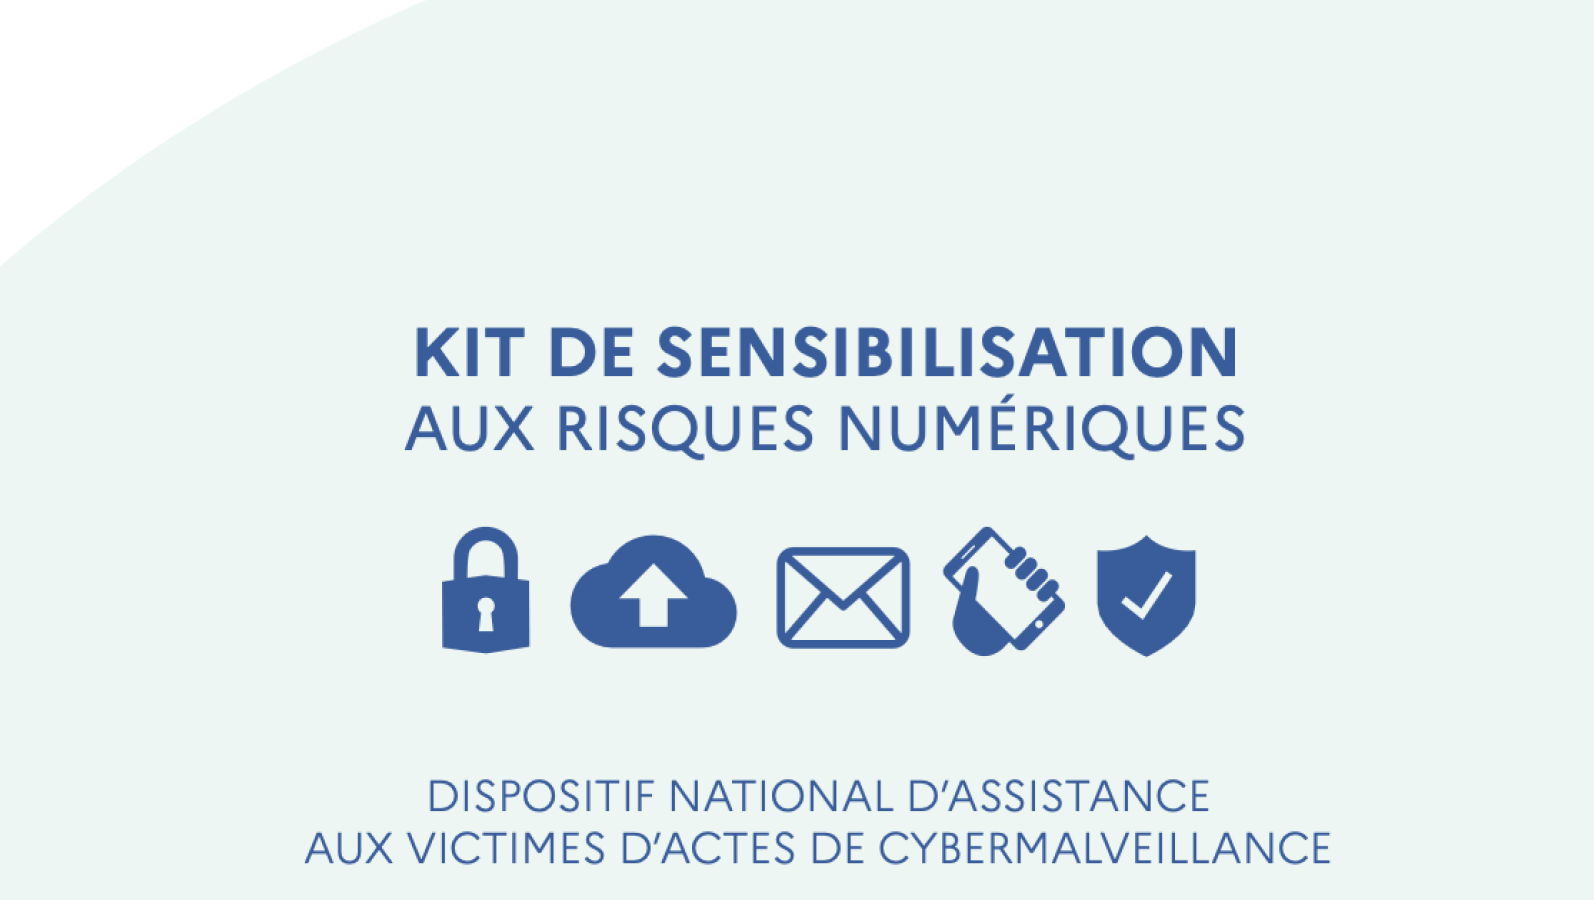 KIT DE SENSIBILISATION
AUX RISQUES NUMÉRIQUES
DISPOSITIF NATIONAL D'ASSISTANCE
AUX VICTIMES D'ACTES DE CYBERMALVEILLANCE